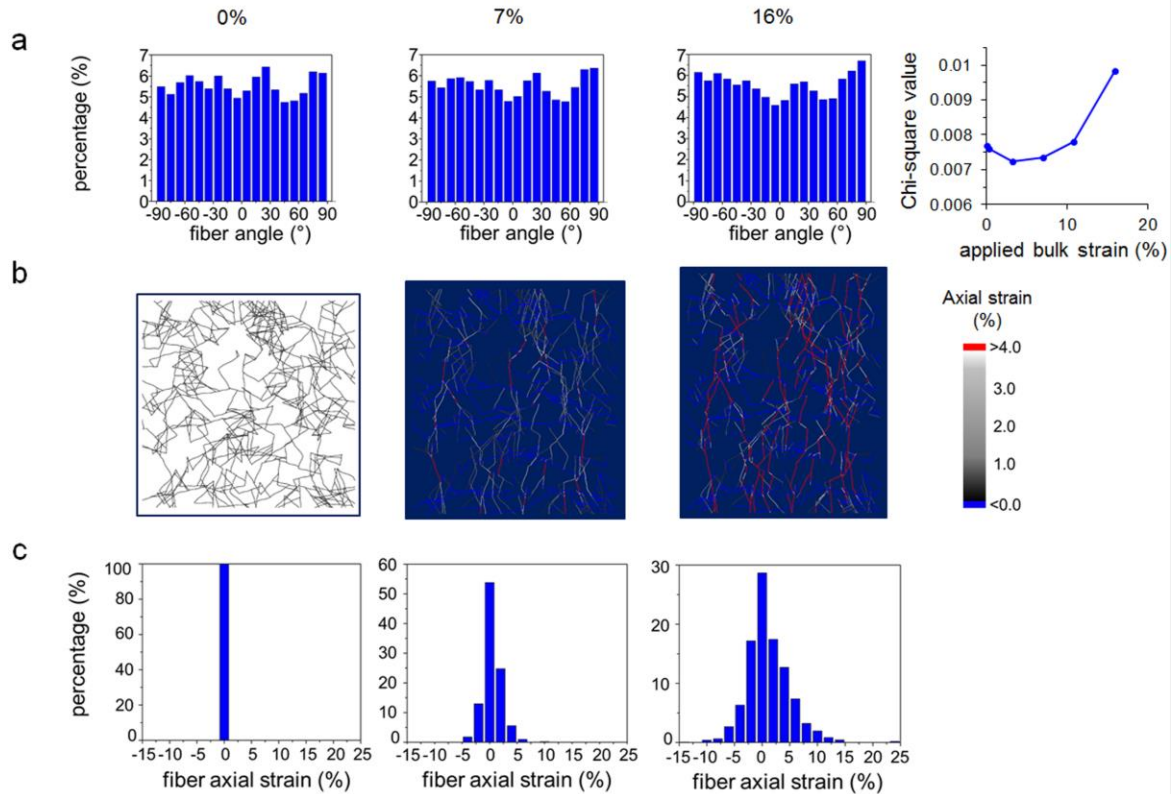 0%
7%
16%
a
percentage (%)
7
6
5
4
3
2
1
0
-90 -60 -30 0 30 60 90
fiber angle (°)
7
6
5
4
3
2
1
0
-90 -60 -30 0 30 60 90
fiber angle (°)
7
6
5
4
3
2
1
0
-90 -60 -30 0 30 60 90
fiber angle (°)
Chi-square value
0.01
0.009
0.008
0.007
0.006
0 10 20
applied bulk strain (%)
b
Axial strain
(%)
>4.0
3.0
2.0
1.0
<0.0
c
percentage (%)
100
80
60
40
20
0
-15 -10 -5 0 5 10 15 20 25
fiber axial strain (%)
60
50
40
30
20
10
0
-15 -10 -5 0 5 10 15 20 25
fiber axial strain (%)
30
20
10
0
-15 -10 -5 0 5 10 15 20 25
fiber axial strain (%)